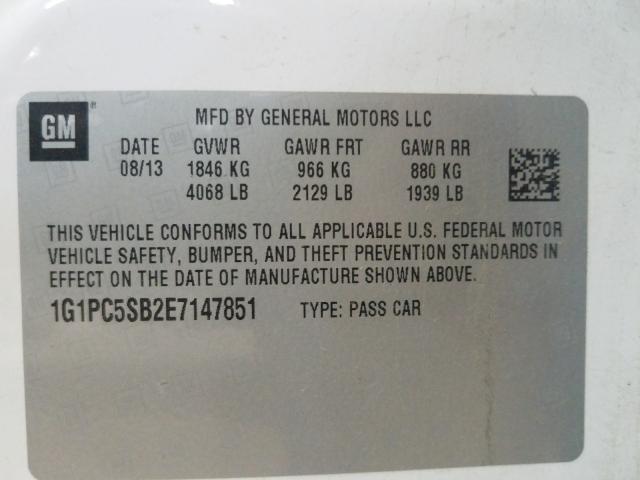 GM
MFD BY GENERAL MOTORS LLC
DATE GVWR GAWR FRT GAWR RR
08/13 1846 KG 966 KG 880 KG
4068 LB 2129 LB 1939 LB
THIS VEHICLE CONFORMS TO ALL APPLICABLE U.S. FEDERAL MOTOR
VEHICLE SAFETY, BUMPER, AND THEFT PREVENTION STANDARDS IN
EFFECT ON THE DATE OF MANUFACTURE SHOWN ABOVE.
1G1PC5SB2E7147851 TYPE: PASS CAR